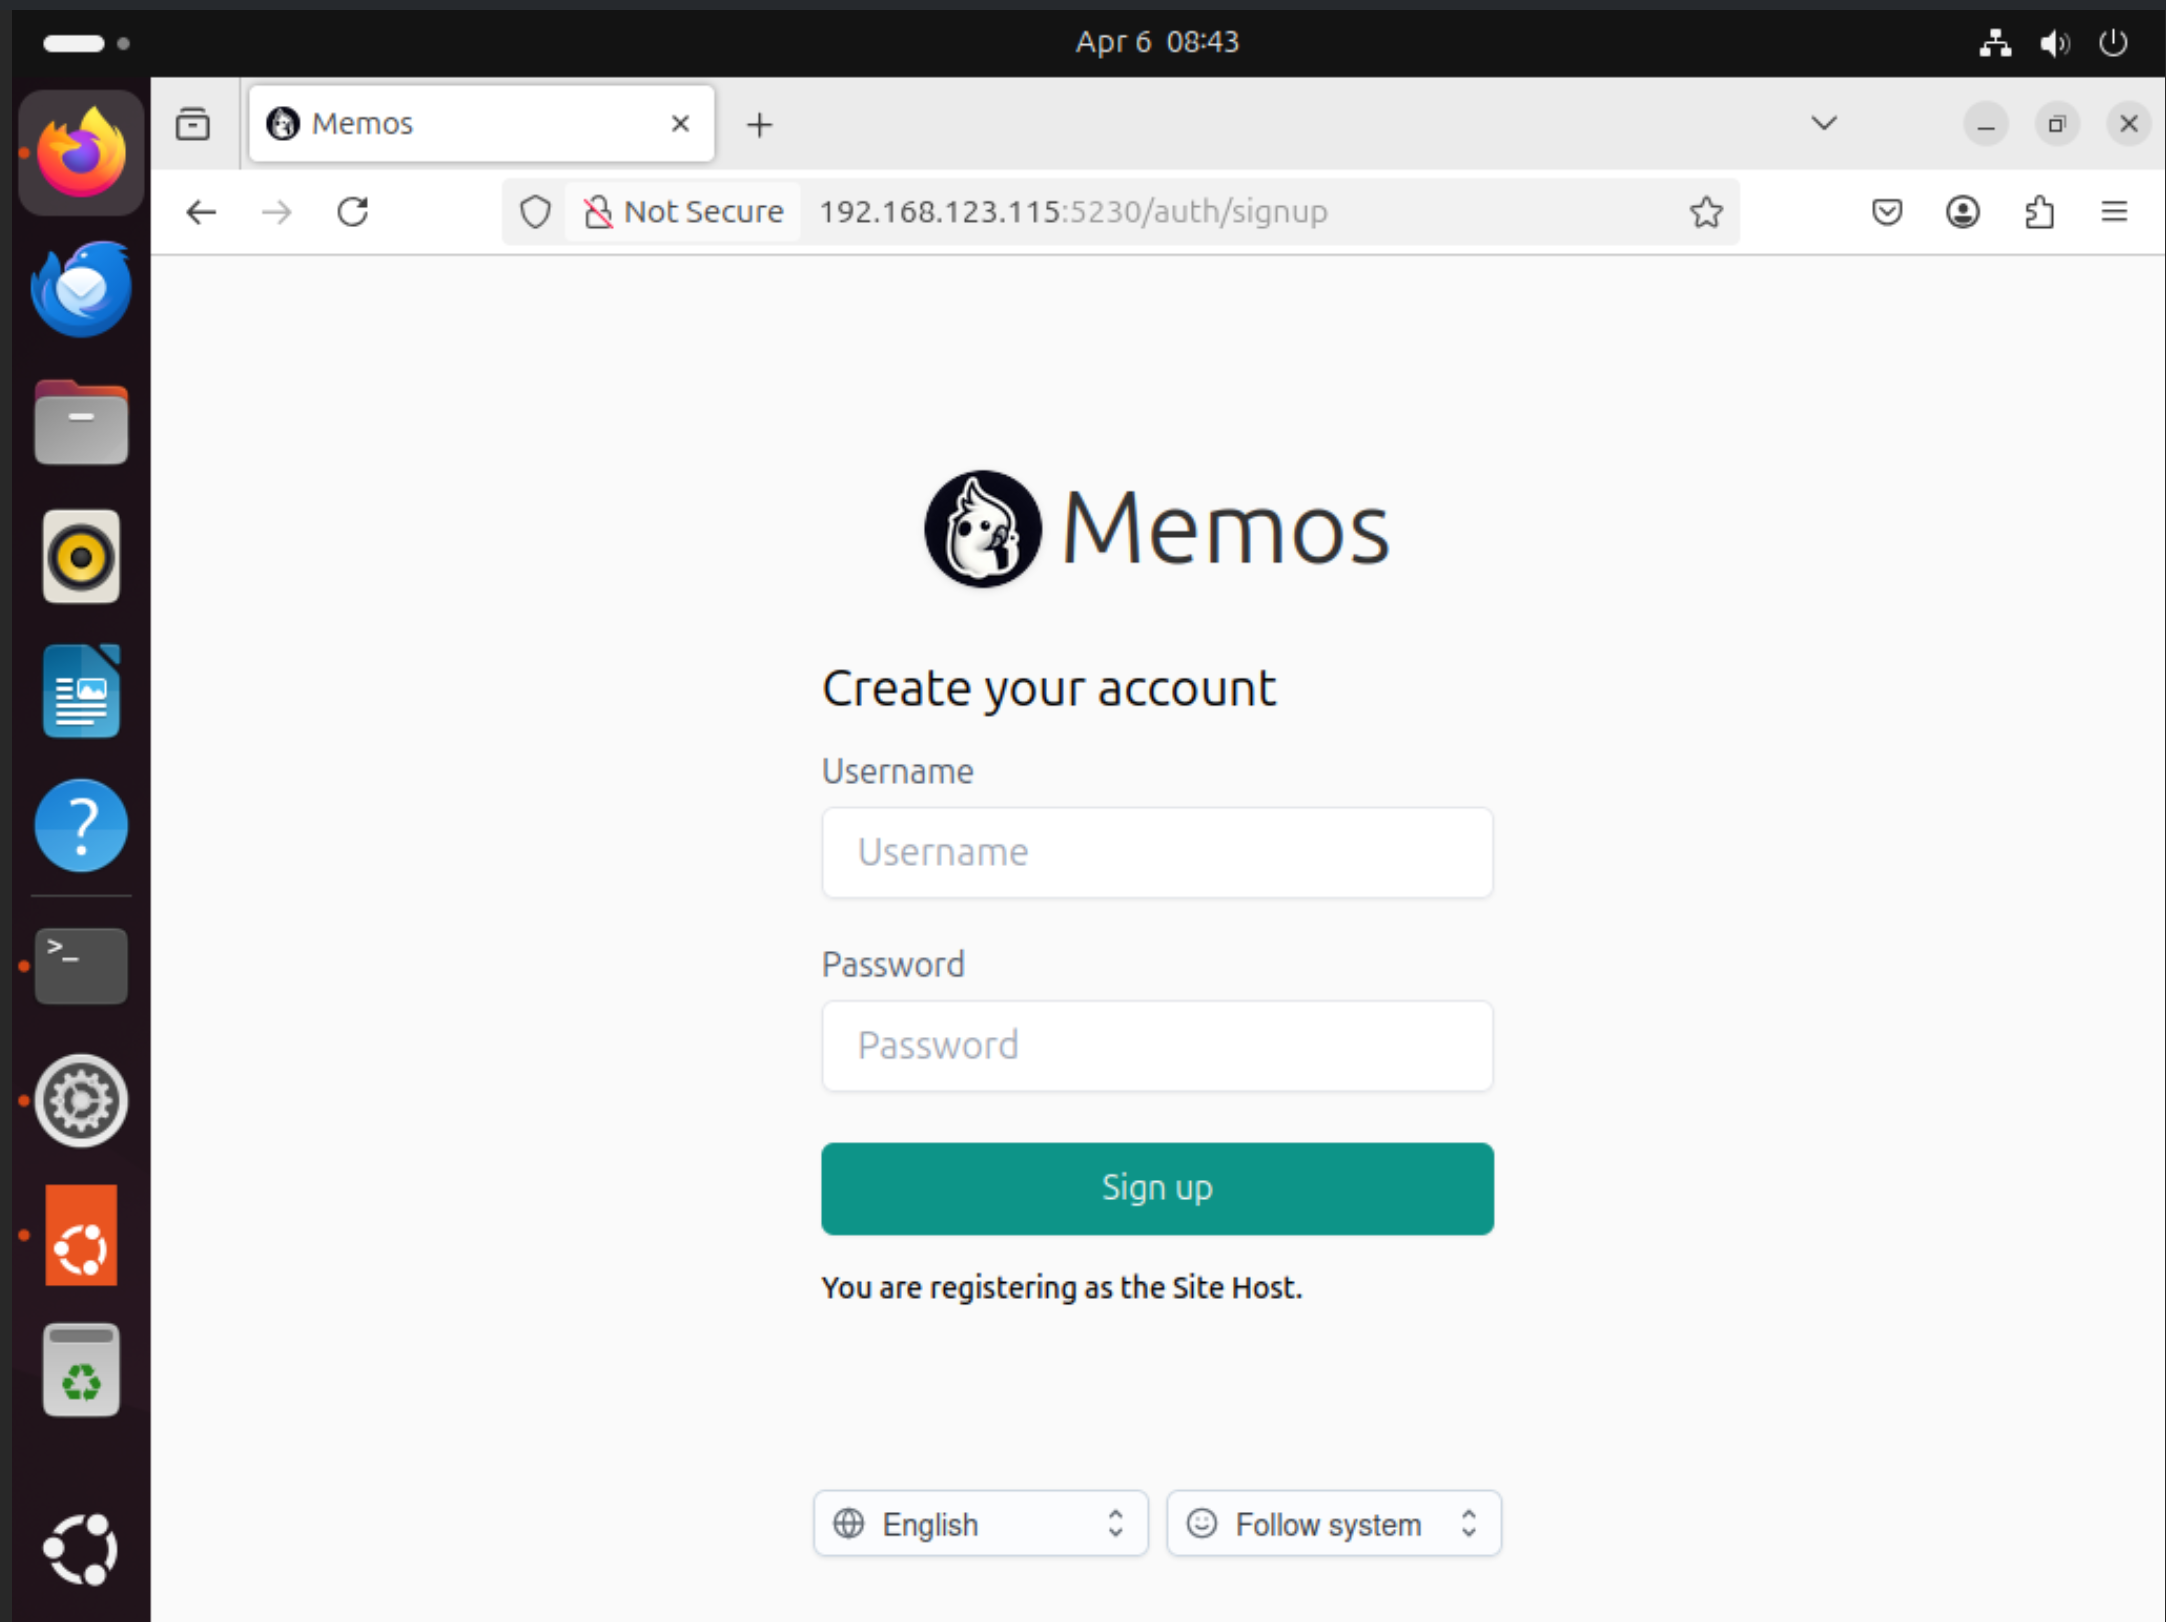 Apr 6 08:43
Memos
Not Secure 192.168.123.115:5230/auth/signup
Memos
Create your account
Username
Username
Password
Password
Sign up
You are registering as the Site Host.
English
Follow system